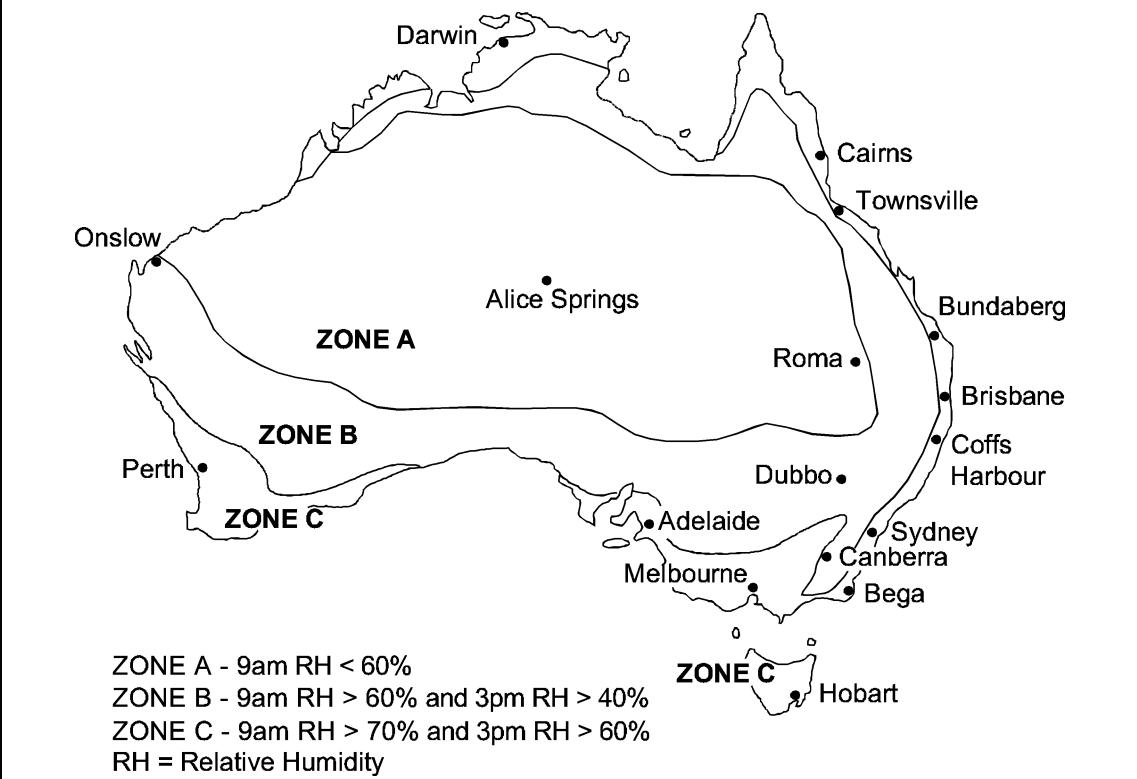 Darwin
Cairns
Townsville
Onslow
Alice Springs
Bundaberg
ZONE A
Roma
Brisbane
ZONE B
Coffs
Harbour
Perth
Dubbo
ZONE C
Adelaide
Sydney
Canberra
Melbourne
Bega
ZONE C
Hobart
ZONE A - 9am RH < 60%
ZONE B - 9am RH > 60% and 3pm RH > 40%
ZONE C - 9am RH > 70% and 3pm RH > 60%
RH = Relative Humidity